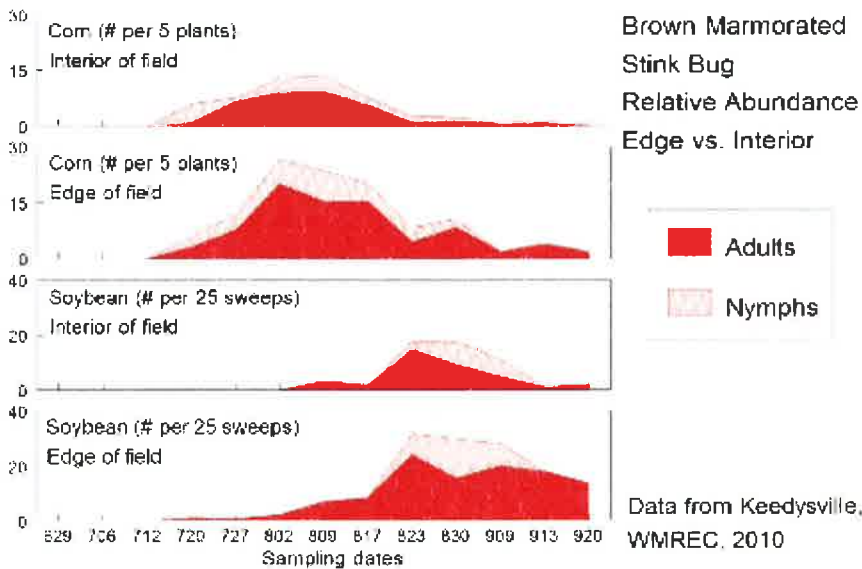 30
Corn (# per 5 plants)
Interior of field
15
0
30
Corn (# per 5 plants)
Edge of field
15
0
40
Soybean (# per 25 sweeps)
Interior of field
20
0
40
Soybean (# per 25 sweeps)
Edge of field
20
0
629 706 712 720 727 802 809 817 823 830 909 913 920
Sampling dates
Brown Marmorated
Stink Bug
Relative Abundance
Edge vs. Interior
Adults
Nymphs
Data from Keedysville,
WMREC, 2010